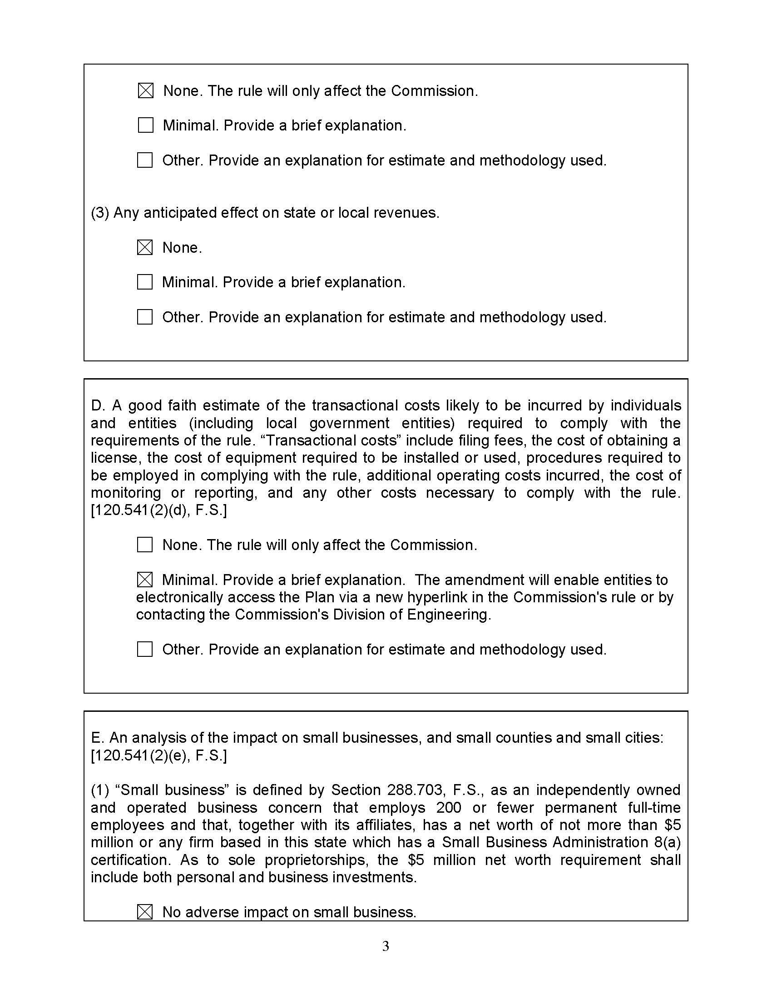 ☒ None. The rule will only affect the Commission.
☐ Minimal. Provide a brief explanation.
☐ Other. Provide an explanation for estimate and methodology used.
(3) Any anticipated effect on state or local revenues.
☒ None.
☐ Minimal. Provide a brief explanation.
☐ Other. Provide an explanation for estimate and methodology used.
D. A good faith estimate of the transactional costs likely to be incurred by individuals
and entities (including local government entities) required to comply with the
requirements of the rule. “Transactional costs” include filing fees, the cost of obtaining a
license, the cost of equipment required to be installed or used, procedures required to
be employed in complying with the rule, additional operating costs incurred, the cost of
monitoring or reporting, and any other costs necessary to comply with the rule.
[120.541(2)(d), F.S.]
☐ None. The rule will only affect the Commission.
☒ Minimal. Provide a brief explanation.  The amendment will enable entities to
electronically access the Plan via a new hyperlink in the Commission's rule or by
contacting the Commission's Division of Engineering.
☐ Other. Provide an explanation for estimate and methodology used.
E. An analysis of the impact on small businesses, and small counties and small cities:
[120.541(2)(e), F.S.]
(1) “Small business” is defined by Section 288.703, F.S., as an independently owned
and operated business concern that employs 200 or fewer permanent full-time
employees and that, together with its affiliates, has a net worth of not more than $5
million or any firm based in this state which has a Small Business Administration 8(a)
certification. As to sole proprietorships, the $5 million net worth requirement shall
include both personal and business investments.
☒ No adverse impact on small business.
3